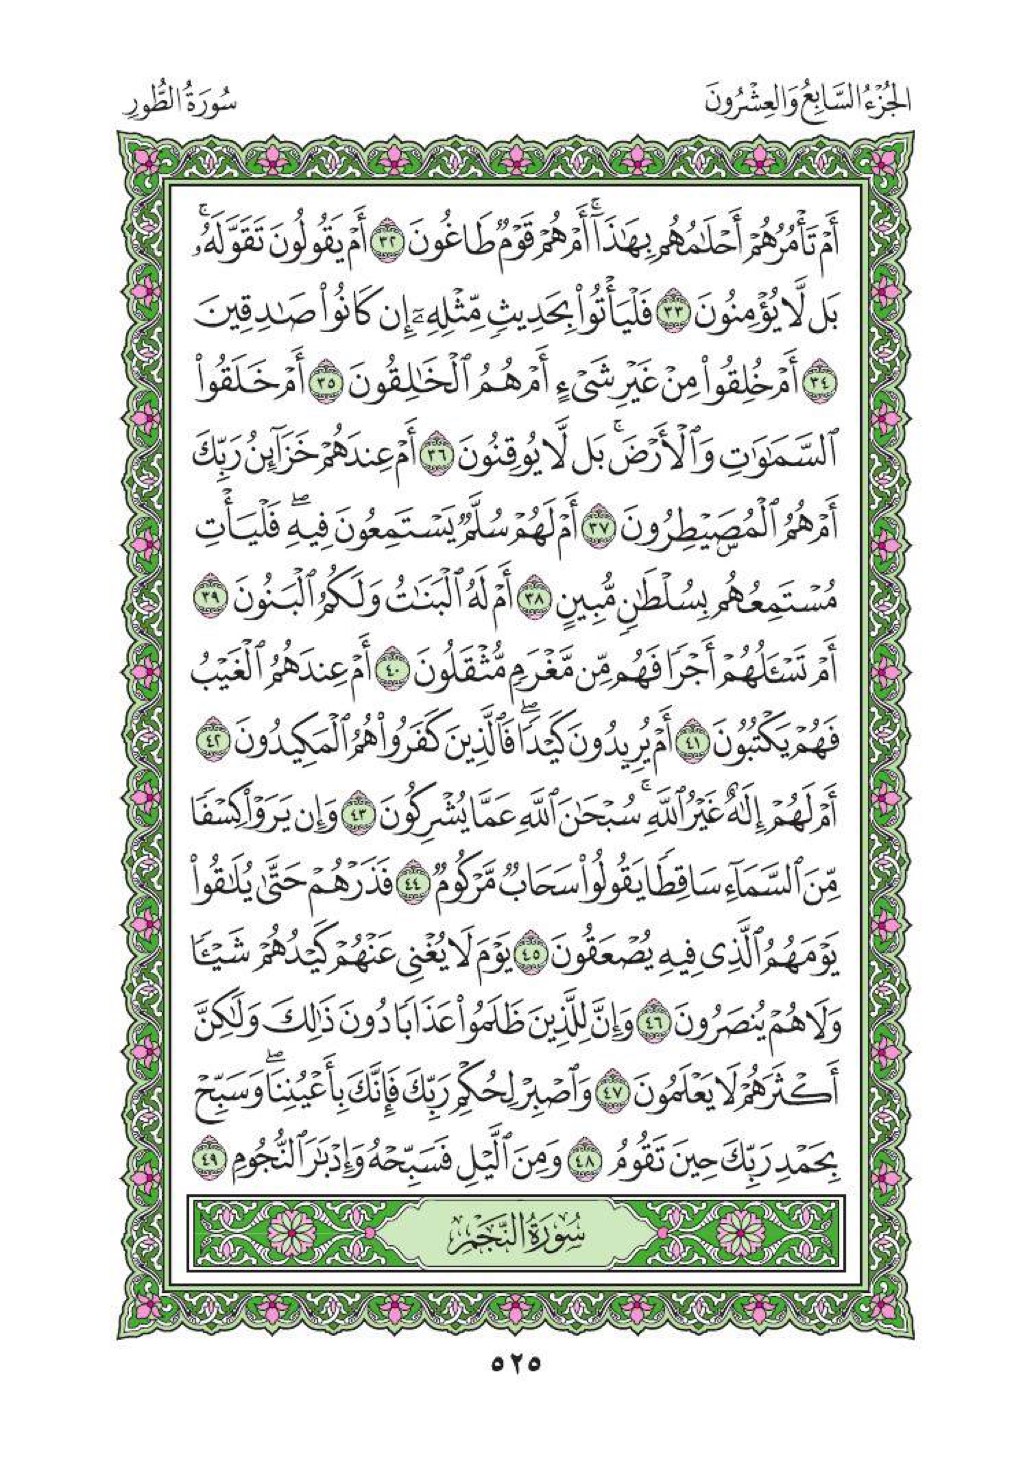 الجُزْءُ السَّابِعُ وَالعِشْرُونَ
سُورَةُ الطُّورِ
أَمْ تَأْمُرُهُمْ أَحْلَـٰمُهُم بِهَـٰذَآ ۚ أَمْ هُمْ قَوْمٌ طَاغُونَ ٣٢ أَمْ يَقُولُونَ تَقَوَّلَهُۥ ۚ
بَل لَّا يُؤْمِنُونَ ٣٣ فَلْيَأْتُوا۟ بِحَدِيثٍ مِّثْلِهِۦٓ إِن كَانُوا۟ صَـٰدِقِينَ
٣٤ أَمْ خُلِقُوا۟ مِنْ غَيْرِ شَىْءٍ أَمْ هُمُ ٱلْخَـٰلِقُونَ ٣٥ أَمْ خَلَقُوا۟
ٱلسَّمَـٰوَٰتِ وَٱلْأَرْضَ ۚ بَل لَّا يُوقِنُونَ ٣٦ أَمْ عِندَهُمْ خَزَآئِنُ رَبِّكَ
أَمْ هُمُ ٱلْمُصَۣيْطِرُونَ ٣٧ أَمْ لَهُمْ سُلَّمٌ يَسْتَمِعُونَ فِيهِ ۖ فَلْيَأْتِ
مُسْتَمِعُهُم بِسُلْطَـٰنٍ مُّبِينٍ ٣٨ أَمْ لَهُ ٱلْبَنَـٰتُ وَلَكُمُ ٱلْبَنُونَ ٣٩
أَمْ تَسْـَٔلُهُمْ أَجْرًا فَهُم مِّن مَّغْرَمٍ مُّثْقَلُونَ ٤٠ أَمْ عِندَهُمُ ٱلْغَيْبُ
فَهُمْ يَكْتُبُونَ ٤١ أَمْ يُرِيدُونَ كَيْدًا ۖ فَٱلَّذِينَ كَفَرُوا۟ هُمُ ٱلْمَكِيدُونَ ٤٢
أَمْ لَهُمْ إِلَـٰهٌ غَيْرُ ٱللَّهِ ۚ سُبْحَـٰنَ ٱللَّهِ عَمَّا يُشْرِكُونَ ٤٣ وَإِن يَرَوْا۟ كِسْفًا
مِّنَ ٱلسَّمَآءِ سَاقِطًا يَقُولُوا۟ سَحَابٌ مَّرْكُومٌ ٤٤ فَذَرْهُمْ حَتَّىٰ يُلَـٰقُوا۟
يَوْمَهُمُ ٱلَّذِى فِيهِ يُصْعَقُونَ ٤٥ يَوْمَ لَا يُغْنِى عَنْهُمْ كَيْدُهُمْ شَيْـًٔا
وَلَا هُمْ يُنصَرُونَ ٤٦ وَإِنَّ لِلَّذِينَ ظَلَمُوا۟ عَذَابًا دُونَ ذَٰلِكَ وَلَـٰكِنَّ
أَكْثَرَهُمْ لَا يَعْلَمُونَ ٤٧ وَٱصْبِرْ لِحُكْمِ رَبِّكَ فَإِنَّكَ بِأَعْيُنِنَا ۖ وَسَبِّحْ
بِحَمْدِ رَبِّكَ حِينَ تَقُومُ ٤٨ وَمِنَ ٱلَّيْلِ فَسَبِّحْهُ وَإِدْبَـٰرَ ٱلنُّجُومِ ٤٩
سُورَةُ النَّجْمِ
٥٢٥